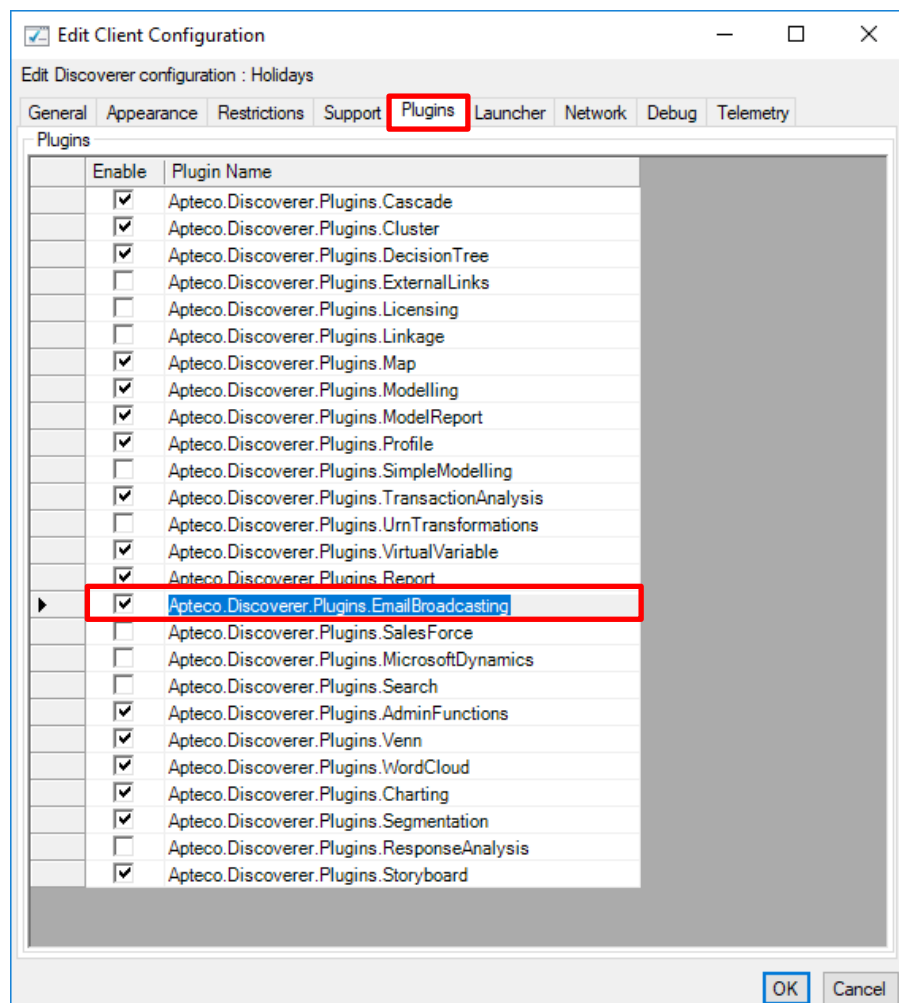 Edit Client Configuration
Edit Discoverer configuration : Holidays
General Appearance Restrictions Support Plugins Launcher Network Debug Telemetry
Plugins
Enable Plugin Name
Apteco.Discoverer.Plugins.Cascade
Apteco.Discoverer.Plugins.Cluster
Apteco.Discoverer.Plugins.DecisionTree
Apteco.Discoverer.Plugins.ExternalLinks
Apteco.Discoverer.Plugins.Licensing
Apteco.Discoverer.Plugins.Linkage
Apteco.Discoverer.Plugins.Map
Apteco.Discoverer.Plugins.Modelling
Apteco.Discoverer.Plugins.ModelReport
Apteco.Discoverer.Plugins.Profile
Apteco.Discoverer.Plugins.SimpleModelling
Apteco.Discoverer.Plugins.TransactionAnalysis
Apteco.Discoverer.Plugins.UrnTransformations
Apteco.Discoverer.Plugins.VirtualVariable
Apteco.Discoverer.Plugins.Report
Apteco.Discoverer.Plugins.EmailBroadcasting
Apteco.Discoverer.Plugins.SalesForce
Apteco.Discoverer.Plugins.MicrosoftDynamics
Apteco.Discoverer.Plugins.Search
Apteco.Discoverer.Plugins.AdminFunctions
Apteco.Discoverer.Plugins.Venn
Apteco.Discoverer.Plugins.WordCloud
Apteco.Discoverer.Plugins.Charting
Apteco.Discoverer.Plugins.Segmentation
Apteco.Discoverer.Plugins.ResponseAnalysis
Apteco.Discoverer.Plugins.Storyboard
OK Cancel